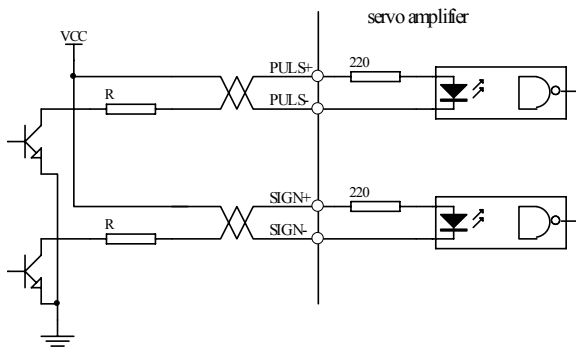 servo amplifier
VCC
PULS+
220
R
PULS-
SIGN+
220
R
SIGN-